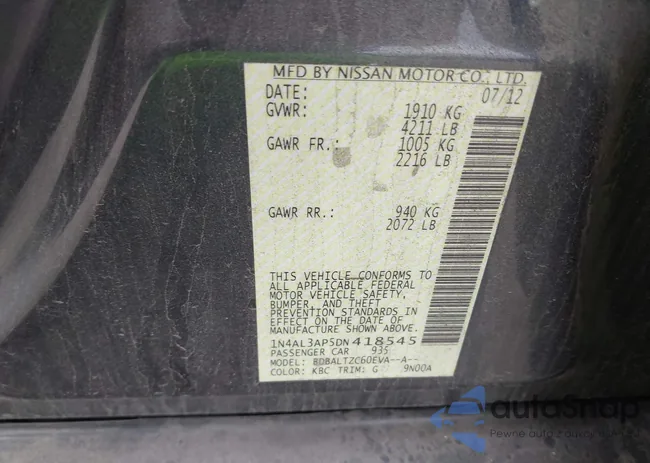 MFD BY NISSAN MOTOR CO., LTD.
DATE: 07/12
GVWR: 1910 KG
4211 LB
GAWR FR.: 1005 KG
2216 LB
GAWR RR.: 940 KG
2072 LB
THIS VEHICLE CONFORMS TO
ALL APPLICABLE FEDERAL
MOTOR VEHICLE SAFETY,
BUMPER, AND THEFT
PREVENTION STANDARDS IN
EFFECT ON THE DATE OF
MANUFACTURE SHOWN ABOVE.
1N4AL3AP5DN418545
PASSENGER CAR 935
MODEL: BDBALTZC60EVA--A--
COLOR: KBC TRIM: G 9N00A
autoSnap
Pewne auto z